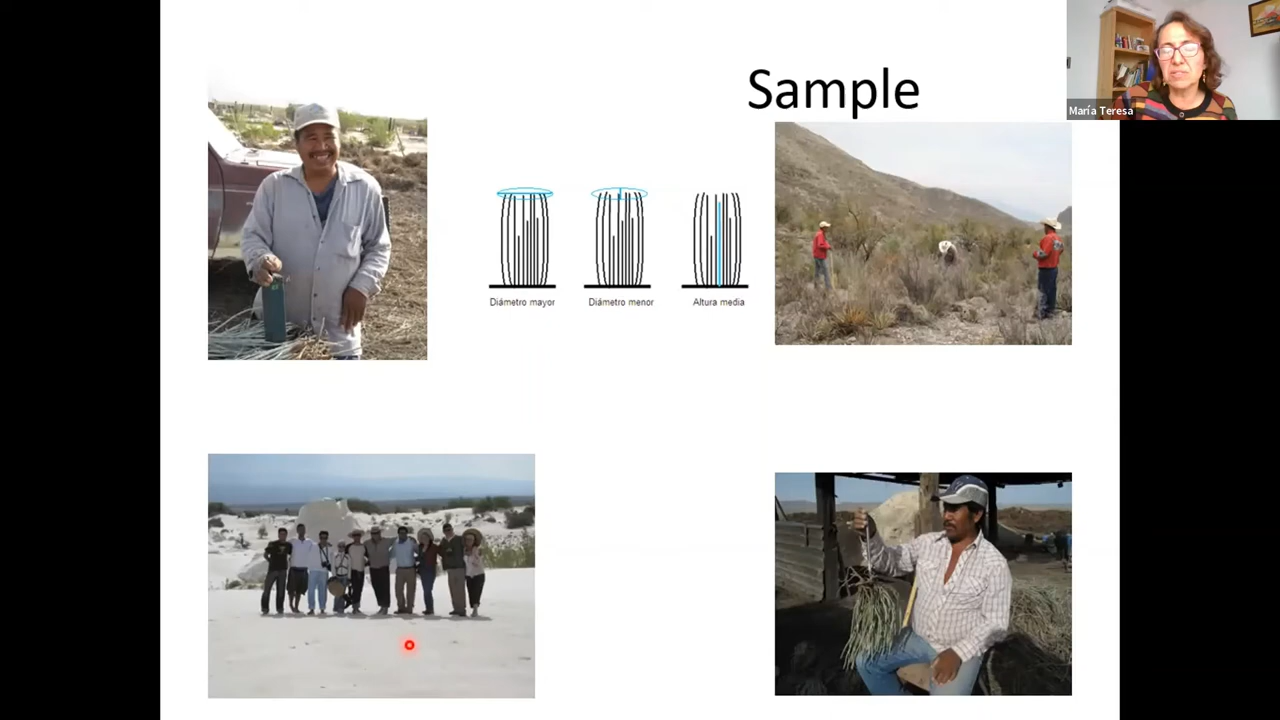 Sample
María Teresa
Diámetro mayor
Diámetro menor
Altura media